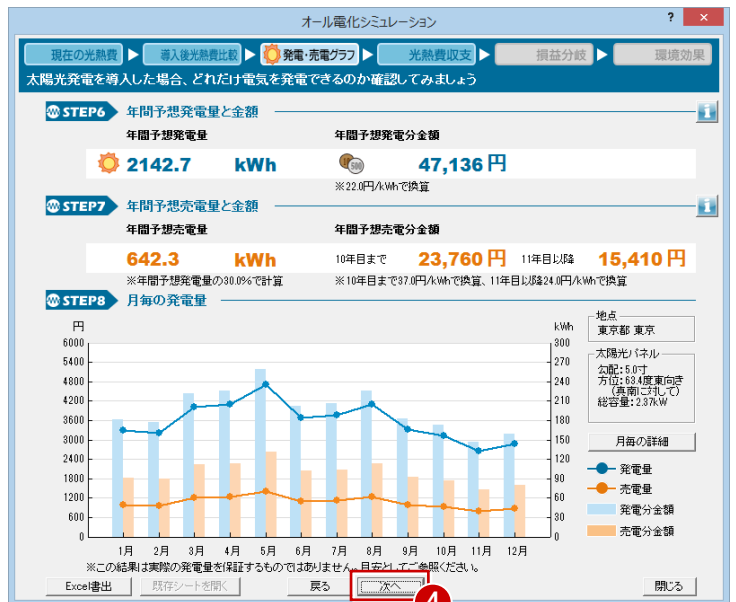 オール電化シミュレーション
? ×
現在の光熱費 ▶ 導入後光熱費比較 ▶ 発電・売電グラフ ▶ 光熱費収支 ▶ 損益分岐 ▶ 環境効果
太陽光発電を導入した場合、どれだけ電気を発電できるのか確認してみましょう
STEP6 年間予想発電量と金額
年間予想発電量 年間予想発電分金額
2142.7 kWh 47,136 円
※22.0円/kWhで換算
STEP7 年間予想売電量と金額
年間予想売電量 年間予想売電分金額
642.3 kWh 10年目まで 23,760 円 11年目以降 15,410 円
※年間予想発電量の30.0%で計算 ※10年目まで37.0円/kWhで換算、11年目以降24.0円/kWhで換算
STEP8 月毎の発電量
円 kWh
6000 300
5400 270
4800 240
4200 210
3600 180
3000 150
2400 120
1800 90
1200 60
600 30
0 0
1月 2月 3月 4月 5月 6月 7月 8月 9月 10月 11月 12月
地点
東京都 東京
太陽光パネル
勾配:5.0寸
方位:63.4度東向き
(真南に対して)
総容量:2.37kW
月毎の詳細
発電量
売電量
発電分金額
売電分金額
※この結果は実際の発電量を保証するものではありません。目安としてご参照ください。
Excel書出 既存シートを開く 戻る 次へ 閉じる
4